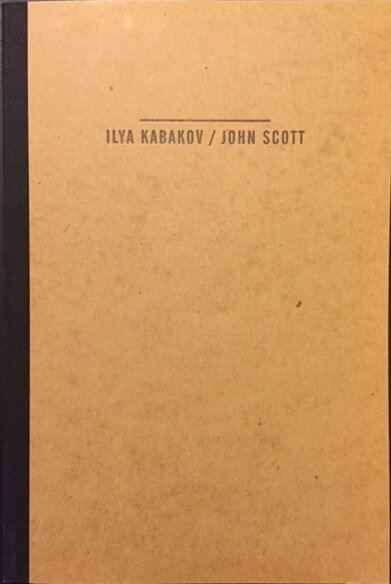 ILYA KABAKOV / JOHN SCOTT